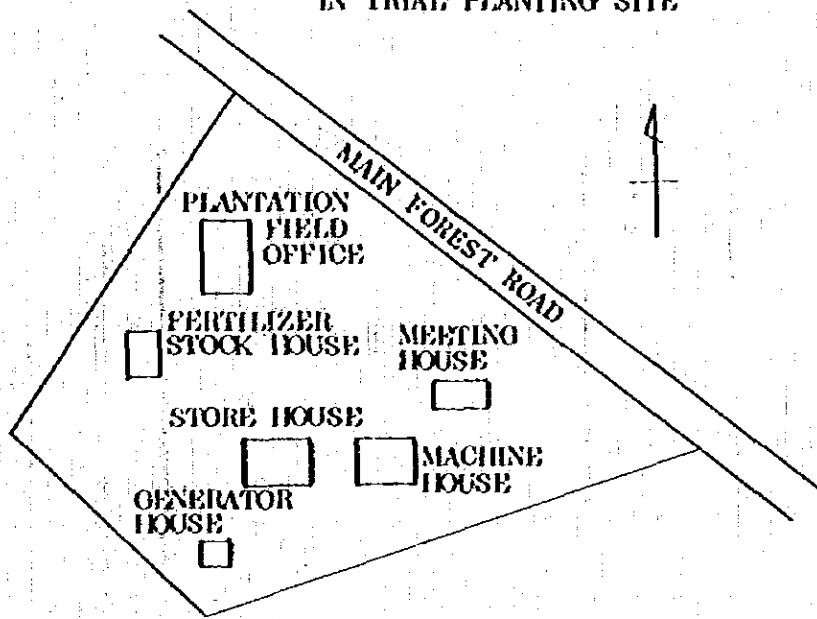 IN TRIAL PLANTING SITE
MAIN FOREST ROAD
PLANTATION
FIELD
OFFICE
FERTILIZER
STOCK HOUSE
MEETING
HOUSE
STORE HOUSE
MACHINE
HOUSE
GENERATOR
HOUSE